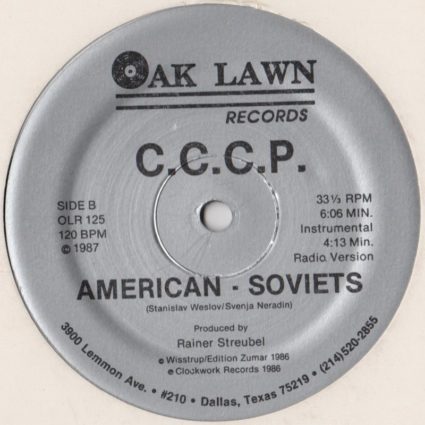 OAK LAWN
RECORDS
C.C.C.P.
SIDE B
OLR 125
120 BPM
© 1987
33⅓ RPM
6:06 MIN.
Instrumental
4:13 Min.
Radio Version
AMERICAN - SOVIETS
(Stanislav Weslov/Svenja Neradin)
Produced by
Rainer Streubel
© Wisstrup/Edition Zumar 1986
℗ Clockwork Records 1986
3900 Lemmon Ave. • #210 • Dallas, Texas 75219 • (214)520-2855